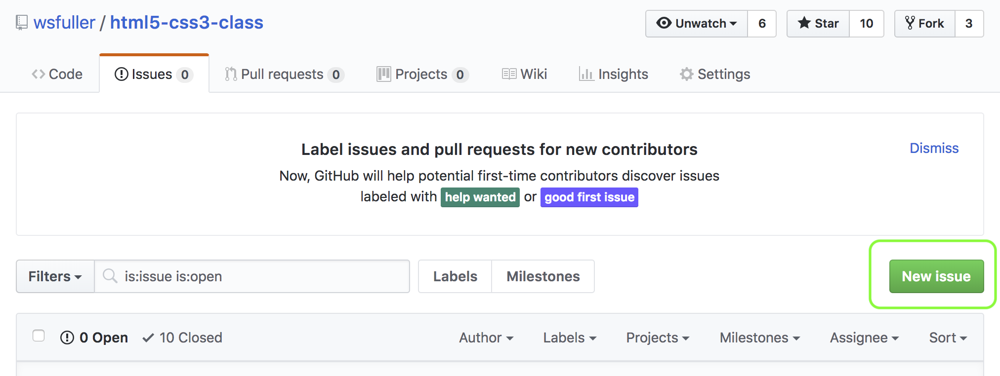 wsfuller / html5-css3-class
Unwatch 6 Star 10 Fork 3
Code Issues 0 Pull requests 0 Projects 0 Wiki Insights Settings
Label issues and pull requests for new contributors
Dismiss
Now, GitHub will help potential first-time contributors discover issues
labeled with help wanted or good first issue
Filters is:issue is:open Labels Milestones New issue
0 Open 10 Closed Author Labels Projects Milestones Assignee Sort